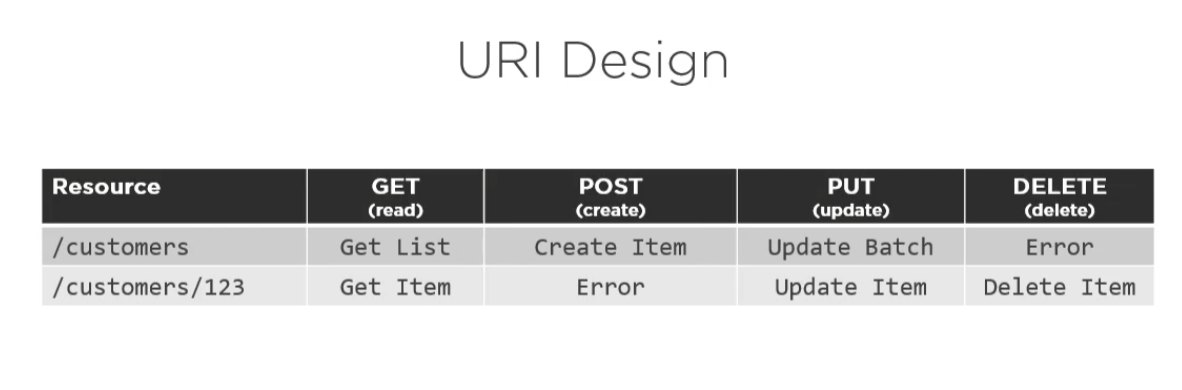 URI Design
Resource GET POST PUT DELETE
(read) (create) (update) (delete)
/customers Get List Create Item Update Batch Error
/customers/123 Get Item Error Update Item Delete Item